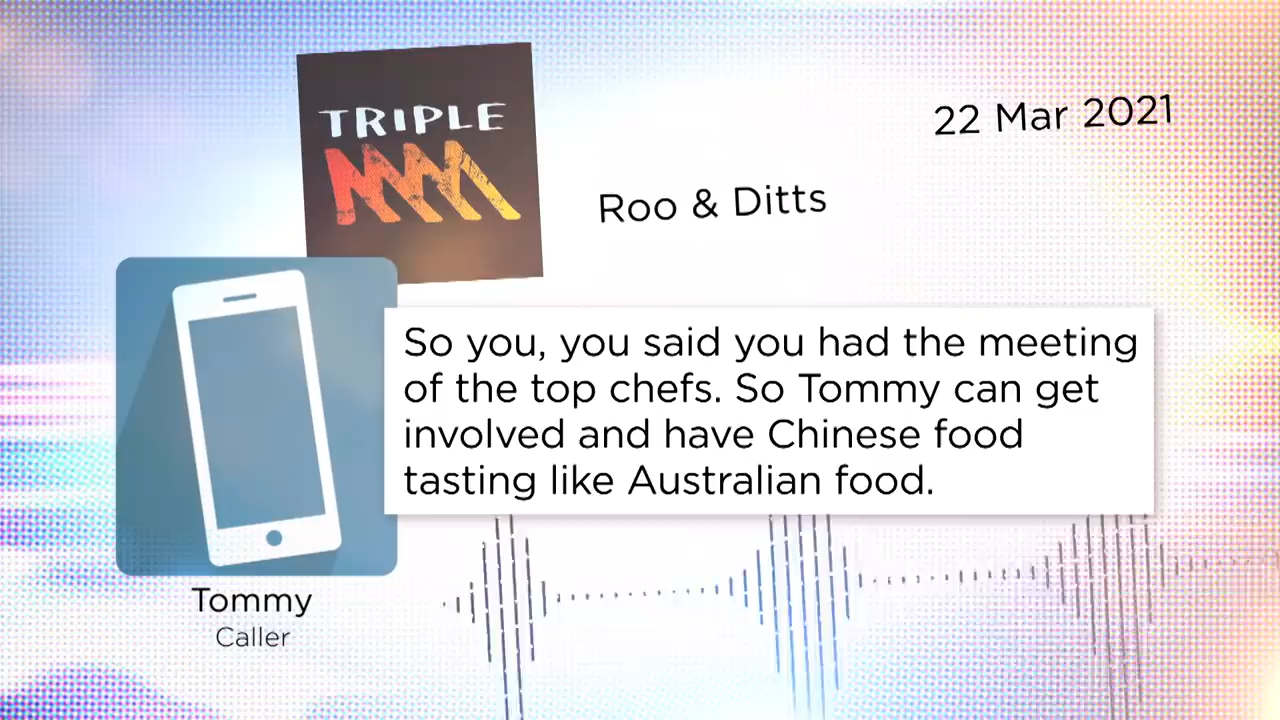 TRIPLE
MMM
22 Mar 2021
Roo & Ditts
So you, you said you had the meeting
of the top chefs. So Tommy can get
involved and have Chinese food
tasting like Australian food.
Tommy
Caller